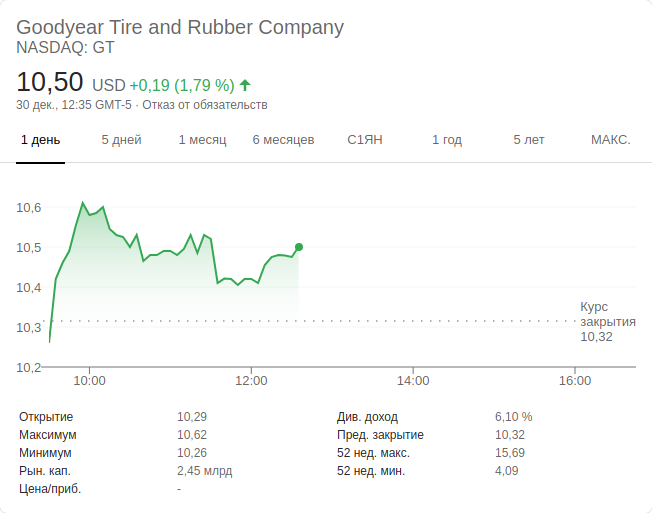 Goodyear Tire and Rubber Company
NASDAQ: GT
10,50 USD +0,19 (1,79 %)
30 дек., 12:35 GMT-5 · Отказ от обязательств
1 день 5 дней 1 месяц 6 месяцев С1ЯН 1 год 5 лет МАКС.
10,6
10,5
10,4
10,3
10,2
Курс
закрытия
10,32
10:00 12:00 14:00 16:00
Открытие 10,29
Максимум 10,62
Минимум 10,26
Рын. кап. 2,45 млрд
Цена/приб. -
Див. доход 6,10 %
Пред. закрытие 10,32
52 нед. макс. 15,69
52 нед. мин. 4,09